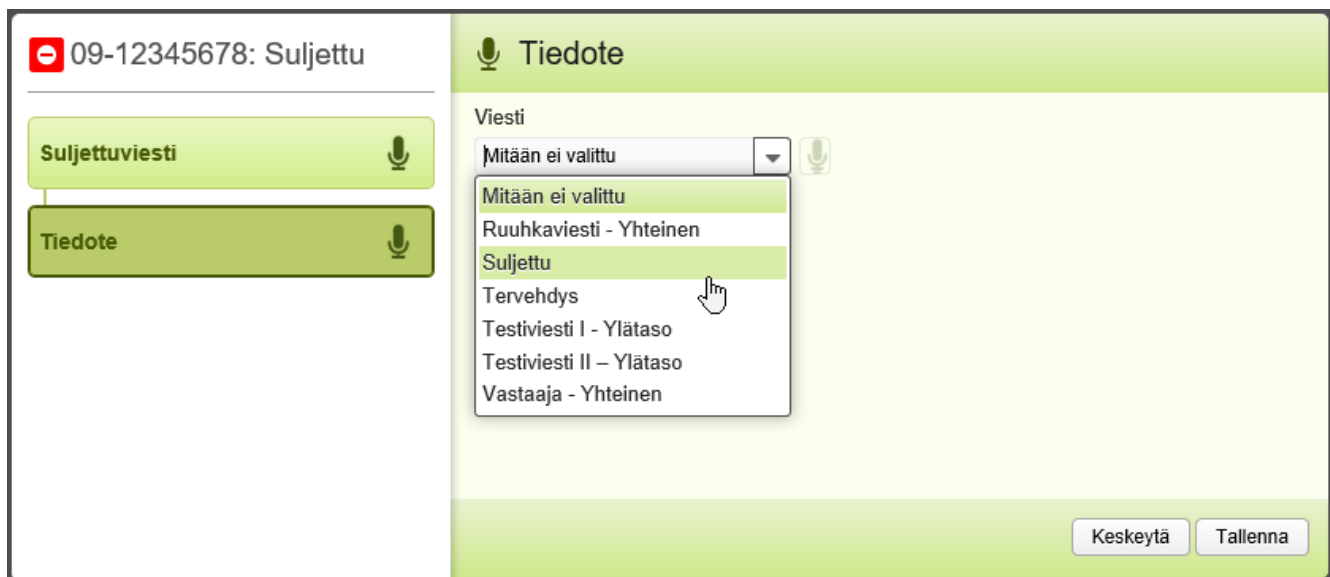 09-12345678: Suljettu
Suljettuviesti
Tiedote
Tiedote
Viesti
Mitään ei valittu
Mitään ei valittu
Ruuhkaviesti - Yhteinen
Suljettu
Tervehdys
Testiviesti I - Ylätaso
Testiviesti II – Ylätaso
Vastaaja - Yhteinen
Keskeytä
Tallenna